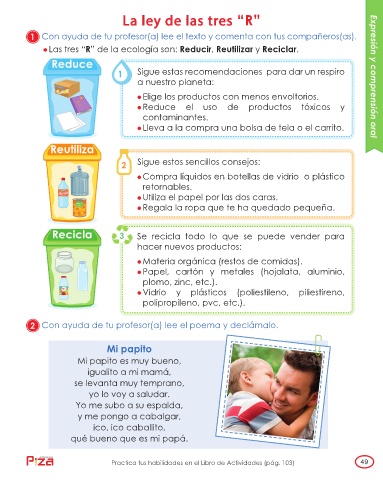 La ley de las tres “R”
1 Con ayuda de tu profesor(a) lee el texto y comenta con tus compañeros(as).
● Las tres “R” de la ecología son: Reducir, Reutilizar y Reciclar.
Reduce
1 Sigue estas recomendaciones para dar un respiro
a nuestro planeta:
● Elige los productos con menos envoltorios.
● Reduce el uso de productos tóxicos y
contaminantes.
● Lleva a la compra una bolsa de tela o el carrito.
Reutiliza
2 Sigue estos sencillos consejos:
● Compra líquidos en botellas de vidrio o plástico
retornables.
● Utiliza el papel por las dos caras.
● Regala la ropa que te ha quedado pequeña.
Recicla
3 Se recicla todo lo que se puede vender para
hacer nuevos productos:
● Materia orgánica (restos de comidas).
● Papel, cartón y metales (hojalata, aluminio,
plomo, zinc, etc.).
● Vidrio y plásticos (poliestileno, piliestireno,
polipropileno, pvc, etc.).
2 Con ayuda de tu profesor(a) lee el poema y declámalo.
Mi papito
Mi papito es muy bueno,
igualito a mi mamá,
se levanta muy temprano,
yo lo voy a saludar.
Yo me subo a su espalda,
y me pongo a cabalgar,
ico, ico caballito,
qué bueno que es mi papá.
Expresión y comprensión oral
Piza
Practica tus habilidades en el Libro de Actividades (pág. 103)
49